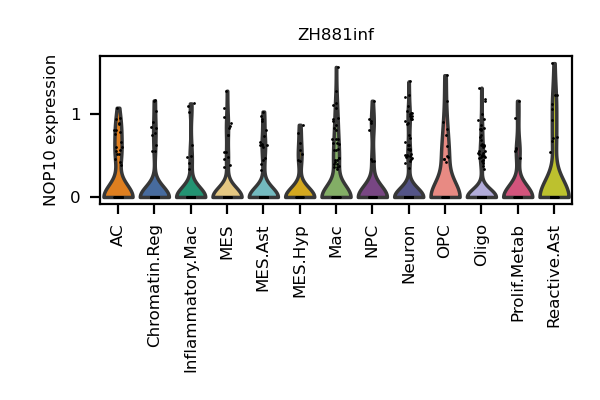 ZH881inf
NOP10 expression
1
0
AC
Chromatin.Reg
Inflammatory.Mac
MES
MES.Ast
MES.Hyp
Mac
NPC
Neuron
OPC
Oligo
Prolif.Metab
Reactive.Ast